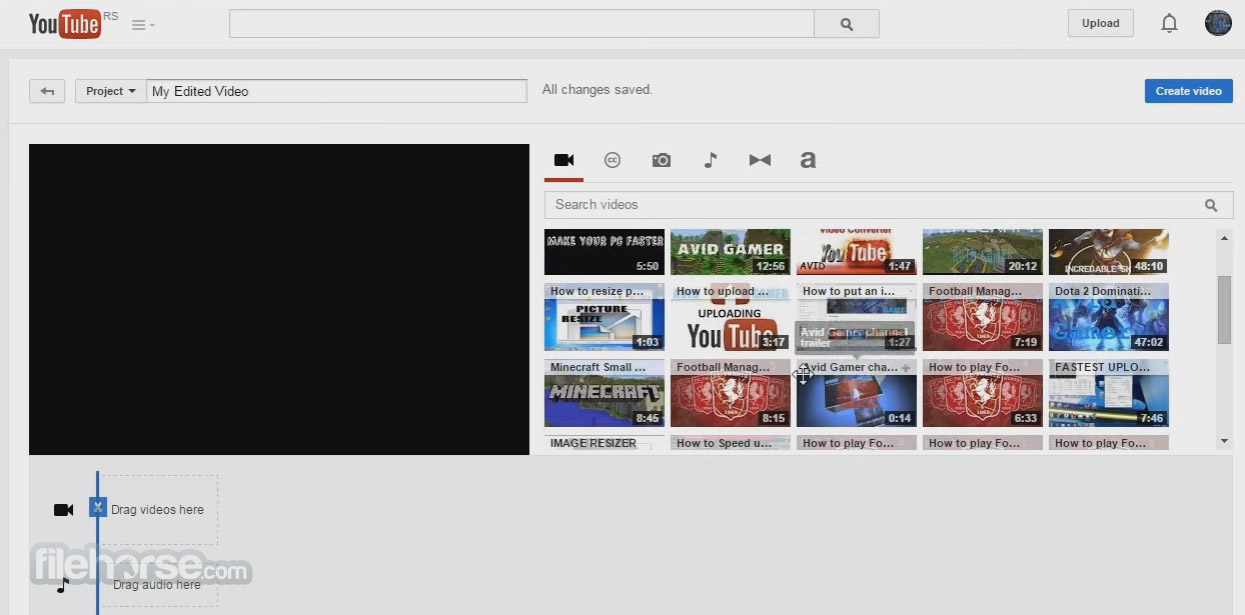 YouTube RS
Upload
Project
My Edited Video
All changes saved.
Create video
cc
a
Search videos
MAKE YOUR PC FASTER
5:50
AVID GAMER
12:56
Video Converter
YouTube
AVID
1:47
20:12
INCREDABLE
48:10
How to resize p...
PICTURE
RESIZE
1:03
How to upload ...
UPLOADING
YouTube
3:17
How to put an i...
1:27
Football Manag...
7:19
Dota 2 Dominati...
47:02
Avid Gamer channel
trailer
Minecraft Small ...
MINECRAFT
8:45
Football Manag...
8:15
Avid Gamer cha...
0:14
How to play Fo...
6:33
FASTEST UPLO...
7:46
IMAGE RESIZER
How to Speed u...
How to play Fo...
How to play Fo...
How to play Fo...
Drag videos here
Drag audio here
filehorse.com